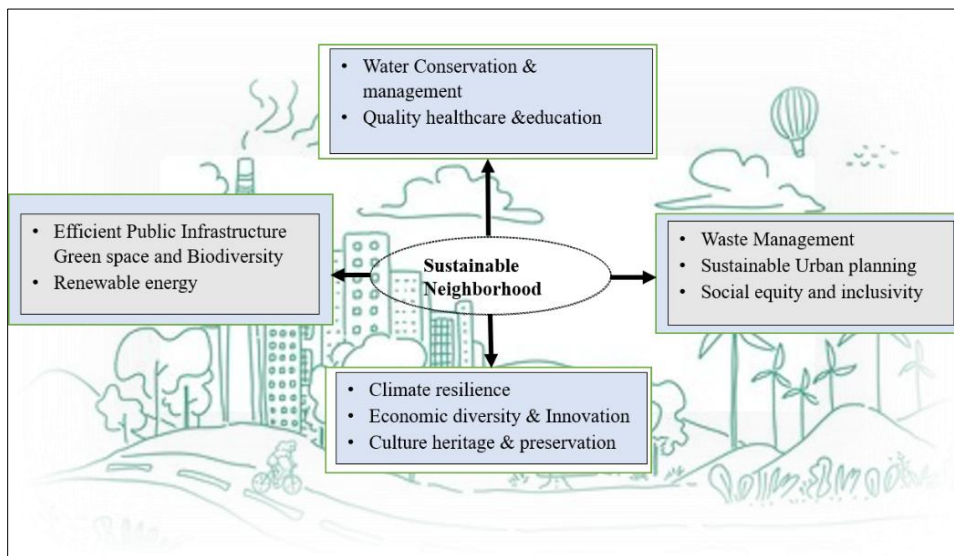 • Water Conservation &
management
• Quality healthcare &education
• Efficient Public Infrastructure
Green space and Biodiversity
• Renewable energy
Sustainable
Neighborhood
• Waste Management
• Sustainable Urban planning
• Social equity and inclusivity
• Climate resilience
• Economic diversity & Innovation
• Culture heritage & preservation